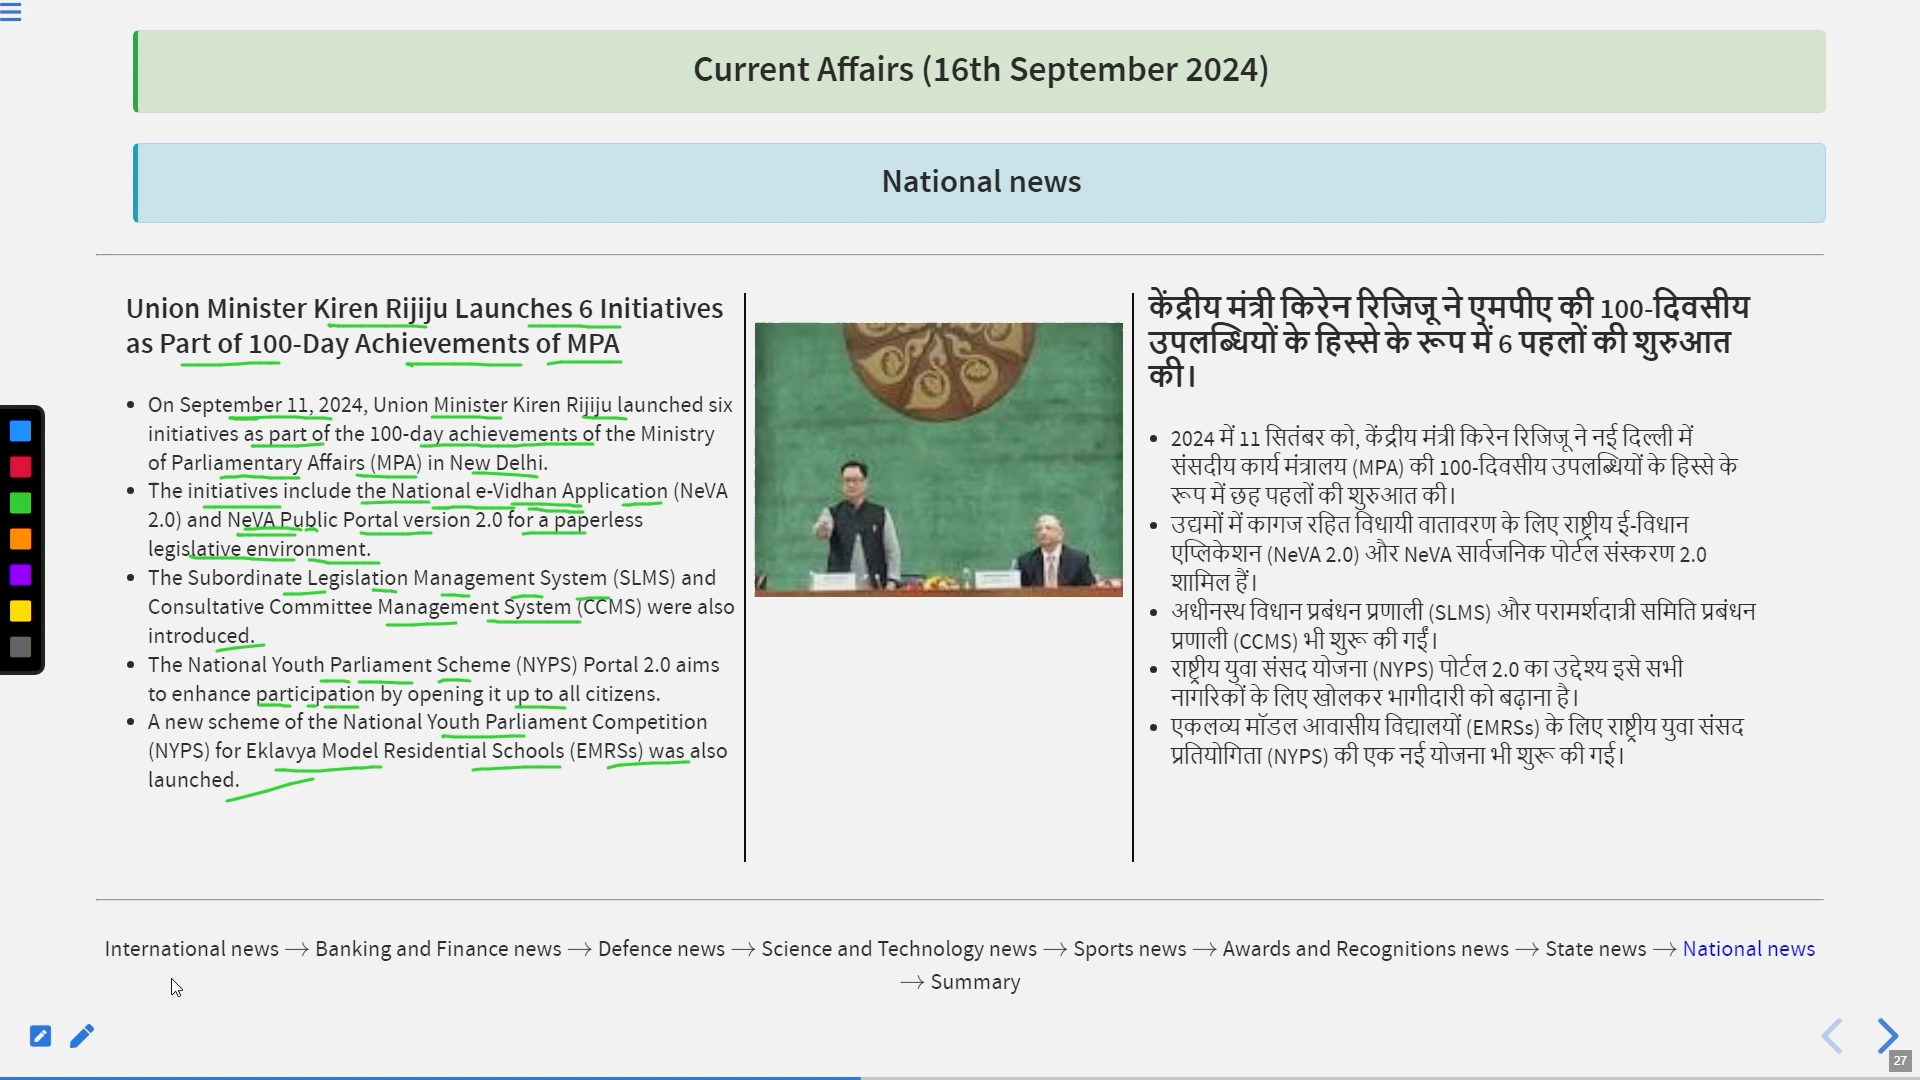 Current Affairs (16th September 2024)
National news
Union Minister Kiren Rijiju Launches 6 Initiatives
as Part of 100-Day Achievements of MPA
• On September 11, 2024, Union Minister Kiren Rijiju launched six
initiatives as part of the 100-day achievements of the Ministry
of Parliamentary Affairs (MPA) in New Delhi.
• The initiatives include the National e-Vidhan Application (NeVA
2.0) and NeVA Public Portal version 2.0 for a paperless
legislative environment.
• The Subordinate Legislation Management System (SLMS) and
Consultative Committee Management System (CCMS) were also
introduced.
• The National Youth Parliament Scheme (NYPS) Portal 2.0 aims
to enhance participation by opening it up to all citizens.
• A new scheme of the National Youth Parliament Competition
(NYPS) for Eklavya Model Residential Schools (EMRSs) was also
launched.
केंद्रीय मंत्री किरेन रिजिजू ने एमपीए की 100-दिवसीय
उपलब्धियों के हिस्से के रूप में 6 पहलों की शुरुआत
की।
• 2024 में 11 सितंबर को, केंद्रीय मंत्री किरेन रिजिजू ने नई दिल्ली में
संसदीय कार्य मंत्रालय (MPA) की 100-दिवसीय उपलब्धियों के हिस्से के
रूप में छह पहलों की शुरुआत की।
• उद्यमों में कागज रहित विधायी वातावरण के लिए राष्ट्रीय ई-विधान
एप्लिकेशन (NeVA 2.0) और NeVA सार्वजनिक पोर्टल संस्करण 2.0
शामिल हैं।
• अधीनस्थ विधान प्रबंधन प्रणाली (SLMS) और परामर्शदात्री समिति प्रबंधन
प्रणाली (CCMS) भी शुरू की गईं।
• राष्ट्रीय युवा संसद योजना (NYPS) पोर्टल 2.0 का उद्देश्य इसे सभी
नागरिकों के लिए खोलकर भागीदारी को बढ़ाना है।
• एकलव्य मॉडल आवासीय विद्यालयों (EMRSs) के लिए राष्ट्रीय युवा संसद
प्रतियोगिता (NYPS) की एक नई योजना भी शुरू की गई।
International news → Banking and Finance news → Defence news → Science and Technology news → Sports news → Awards and Recognitions news → State news → National news
→ Summary
27